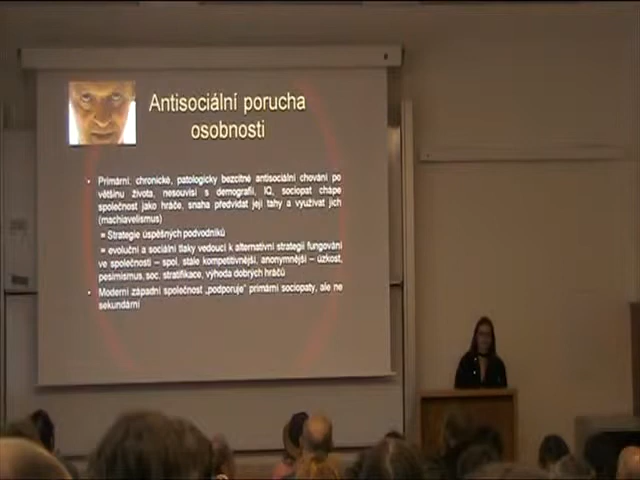 Antisociální porucha
osobnosti
• Primární: chronické, patologicky bezcitné antisociální chování po
většinu života, nesouvisí s demografií, IQ, sociopat chápe
společnost jako hráče, snaha předvídat její tahy a využívat jich
(machiavelismus)
= Strategie úspěšných podvodníků
= evoluční a sociální tlaky vedoucí k alternativní strategii fungování
ve společnosti – spol. stále kompetitivnější, anonymnější – úzkost,
pesimismus, soc. stratifikace, výhoda dobrých hráčů
• Moderní západní společnost „podporuje" primární sociopaty, ale ne
sekundární